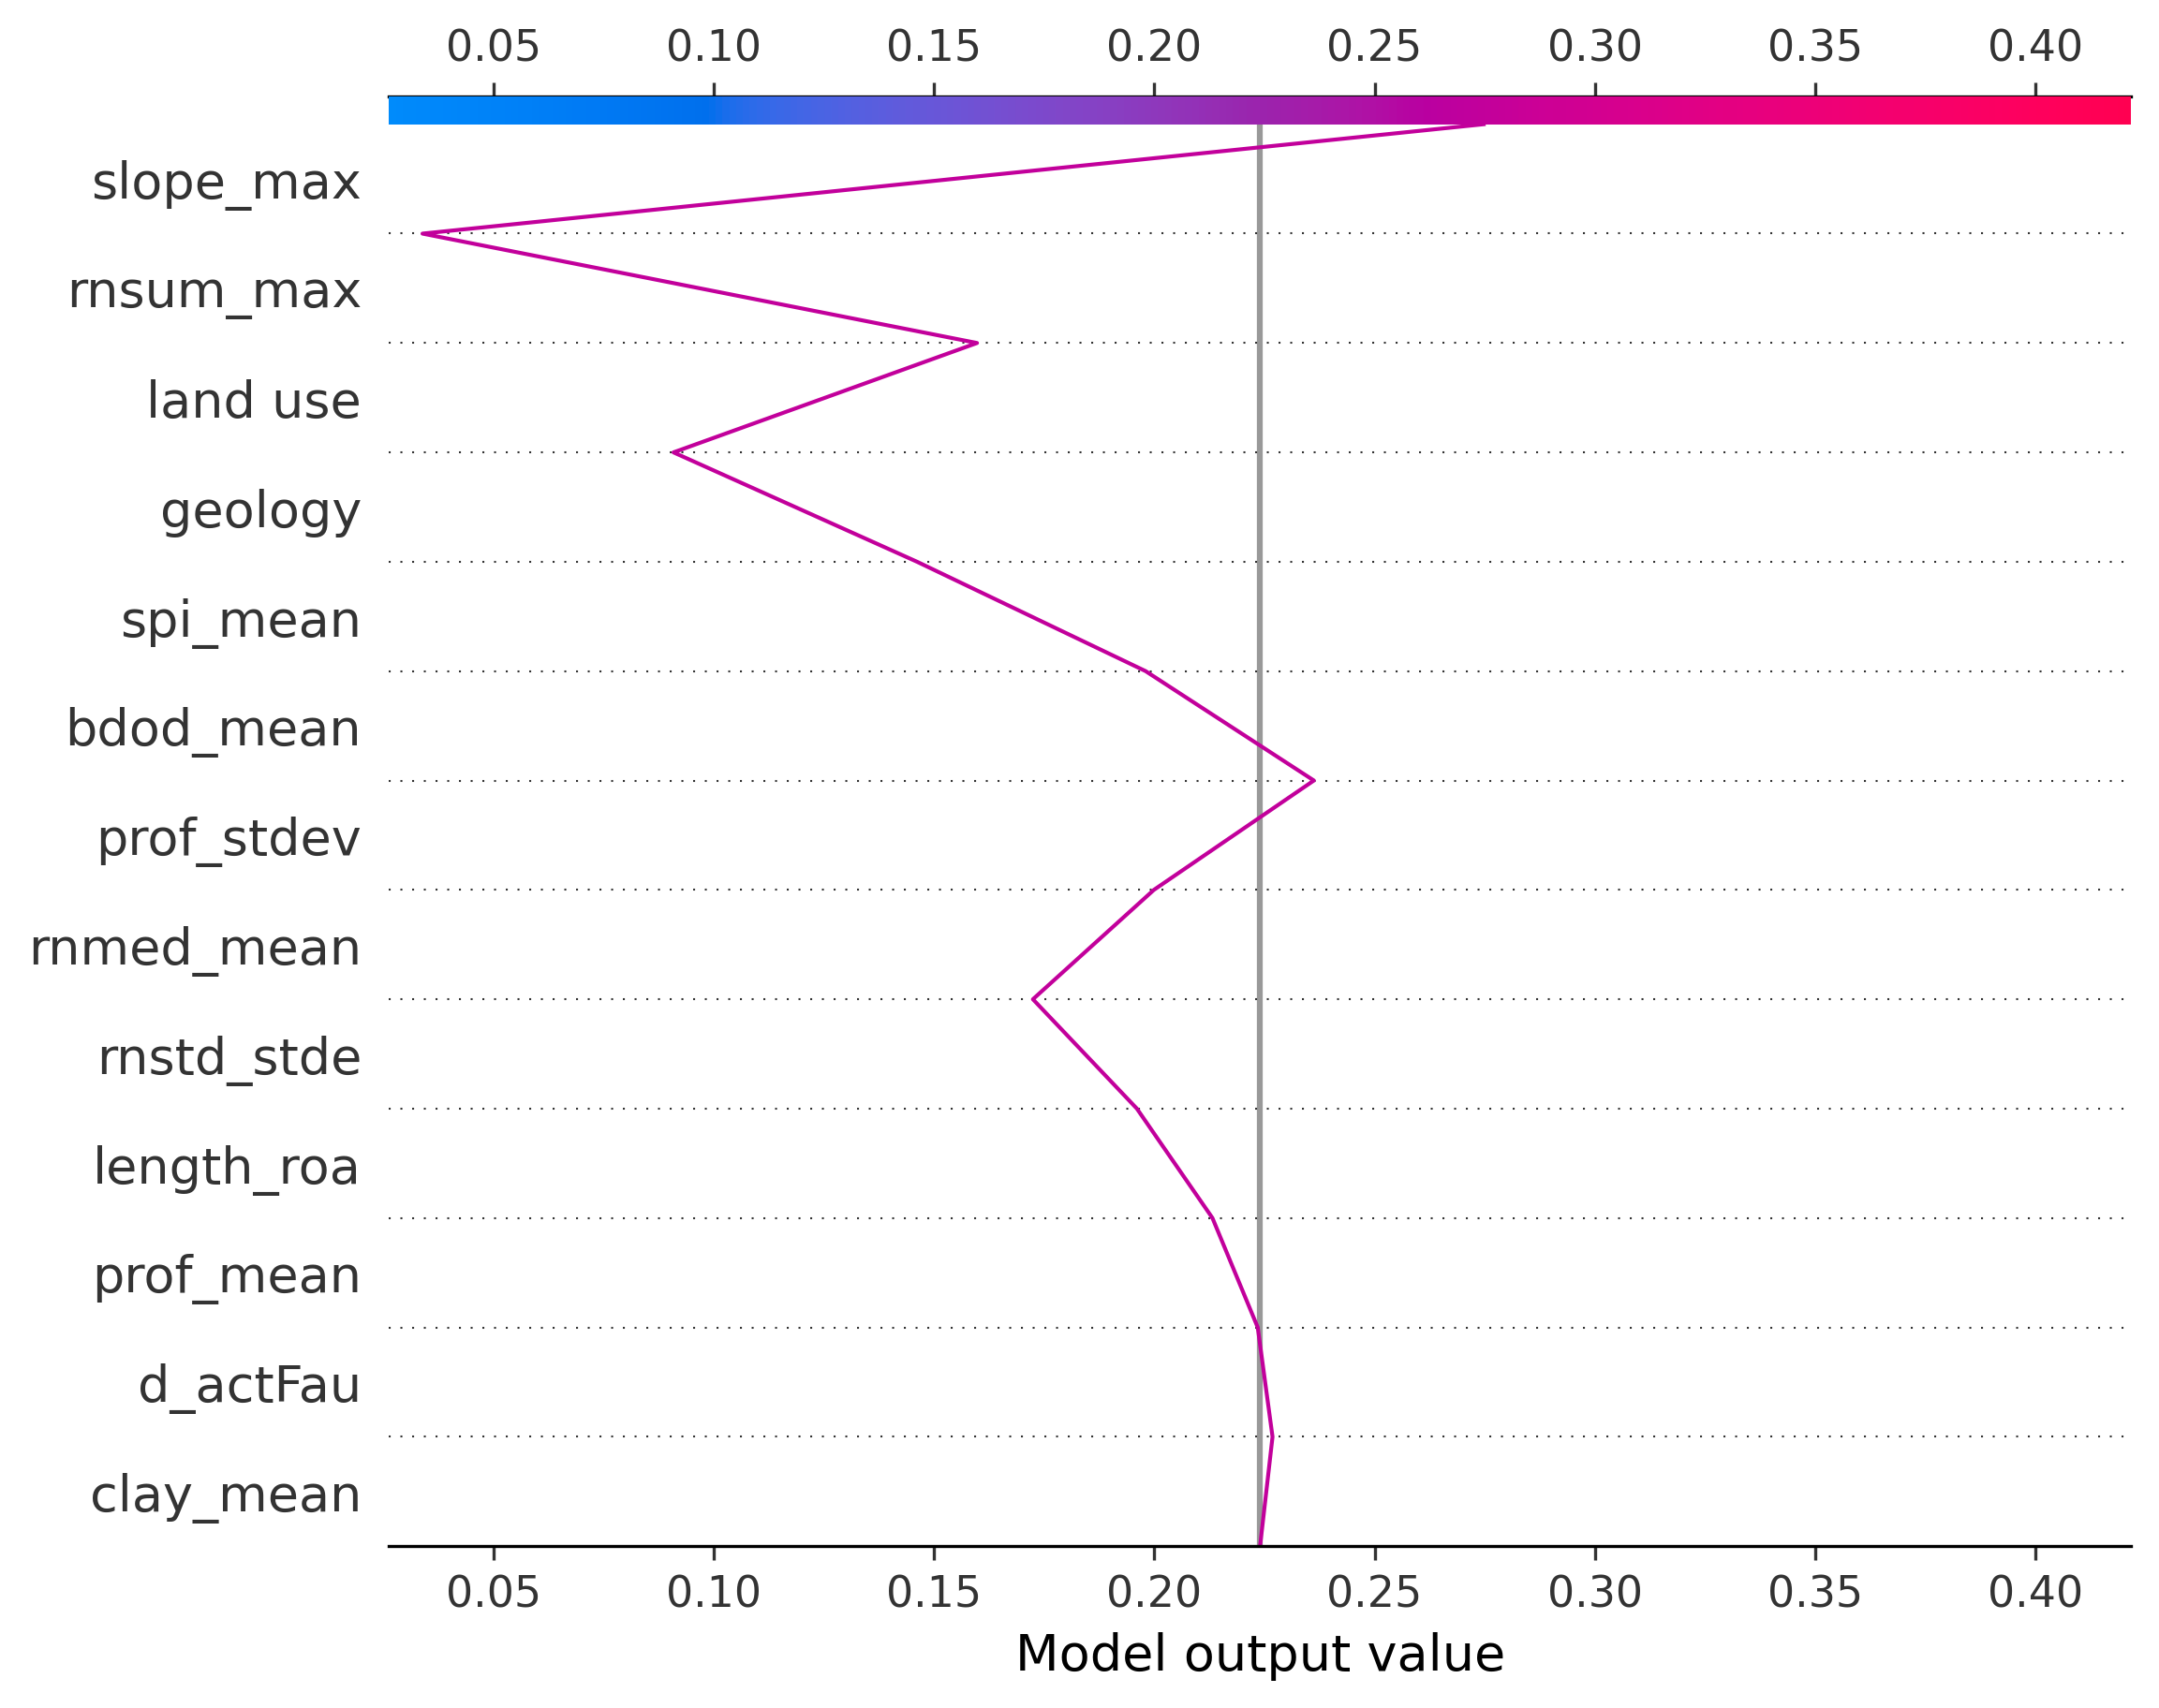 0.05 0.10 0.15 0.20 0.25 0.30 0.35 0.40
slope_max
rnsum_max
land use
geology
spi_mean
bdod_mean
prof_stdev
rnmed_mean
rnstd_stde
length_roa
prof_mean
d_actFau
clay_mean
0.05 0.10 0.15 0.20 0.25 0.30 0.35 0.40
Model output value